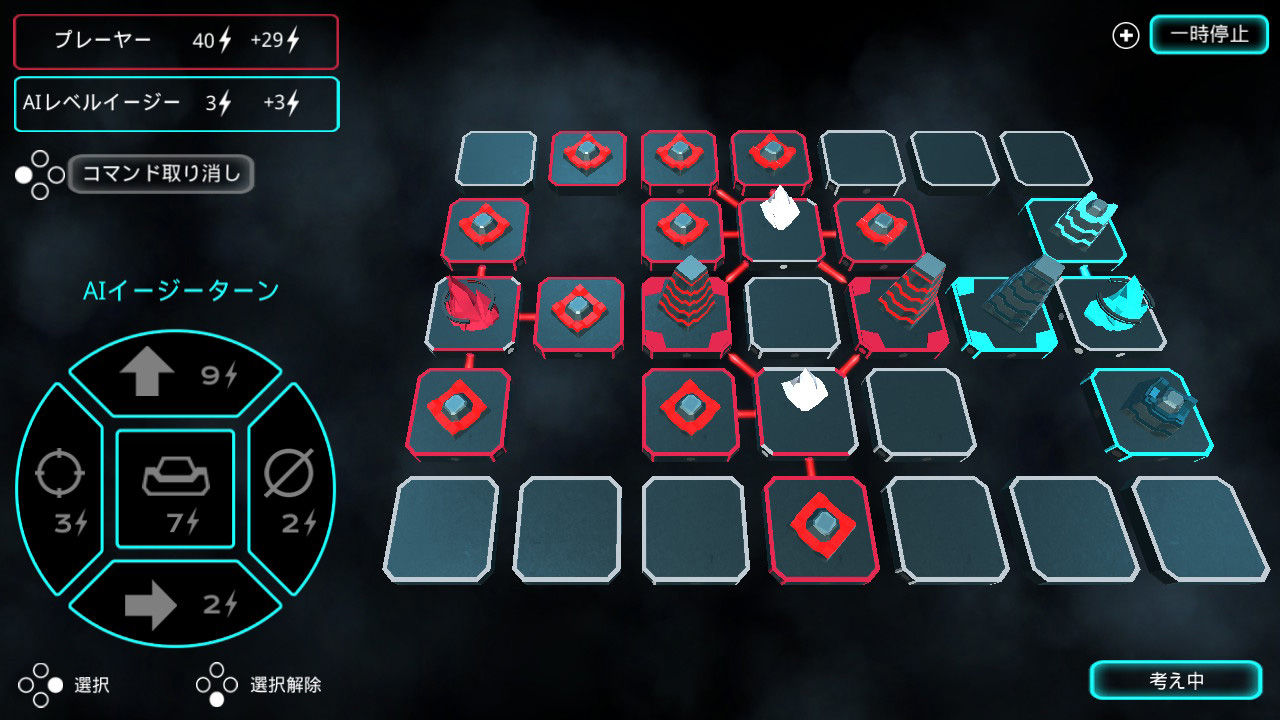 プレーヤー 40 +29
AIレベルイージー 3 +3
一時停止
コマンド取り消し
AIイージーターン
9
3
7
2
2
選択
選択解除
考え中